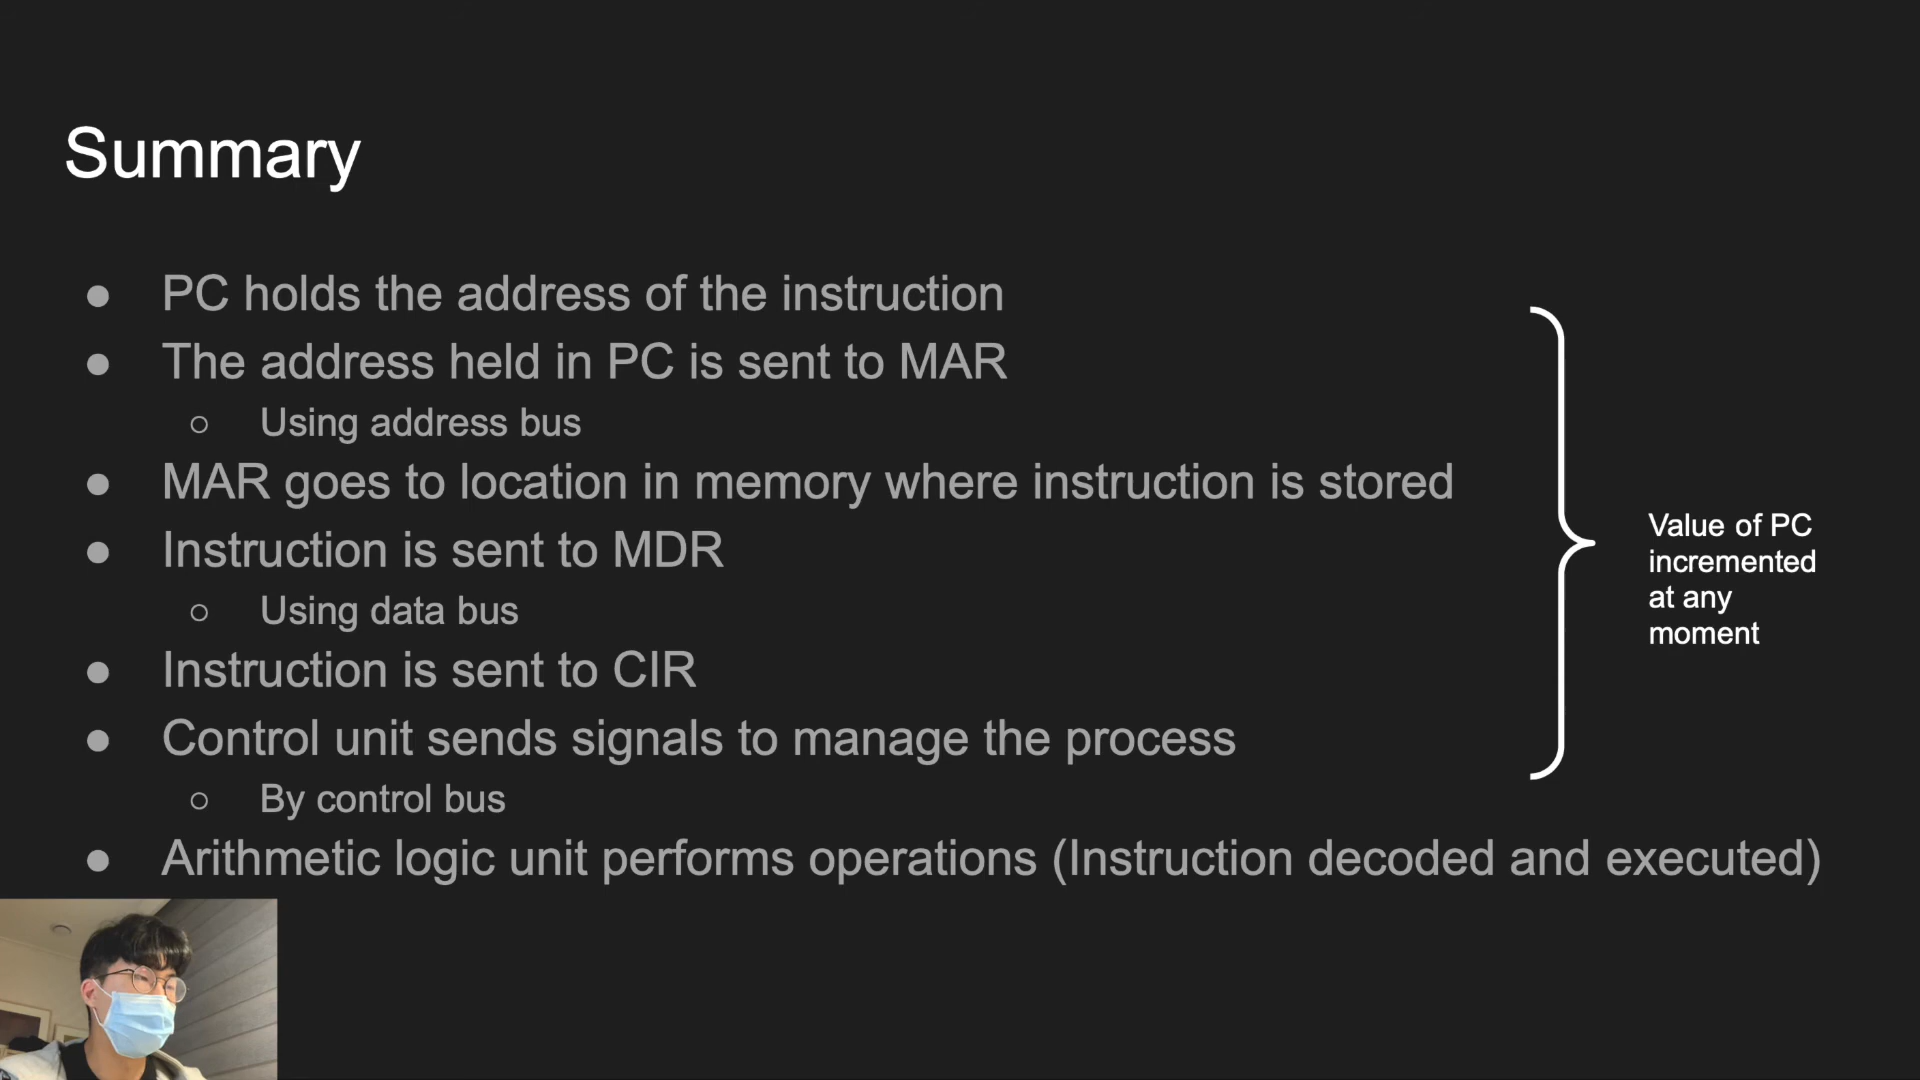 Summary
● PC holds the address of the instruction
● The address held in PC is sent to MAR
○ Using address bus
● MAR goes to location in memory where instruction is stored
● Instruction is sent to MDR
○ Using data bus
● Instruction is sent to CIR
● Control unit sends signals to manage the process
○ By control bus
● Arithmetic logic unit performs operations (Instruction decoded and executed)
Value of PC
incremented
at any
moment